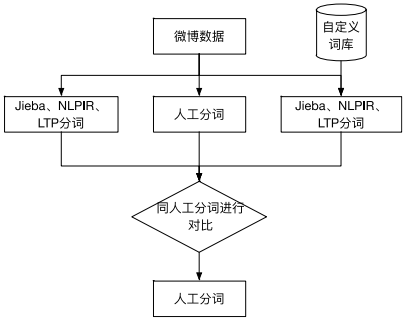 微博数据
自定义
词库
Jieba、NLPIR、
LTP分词
人工分词
Jieba、NLPIR、
LTP分词
同人工分词进行
对比
人工分词